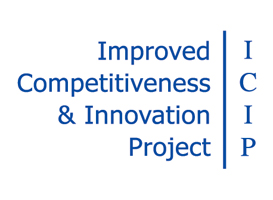 Improved I
Competitiveness C
& Innovation I
Project P